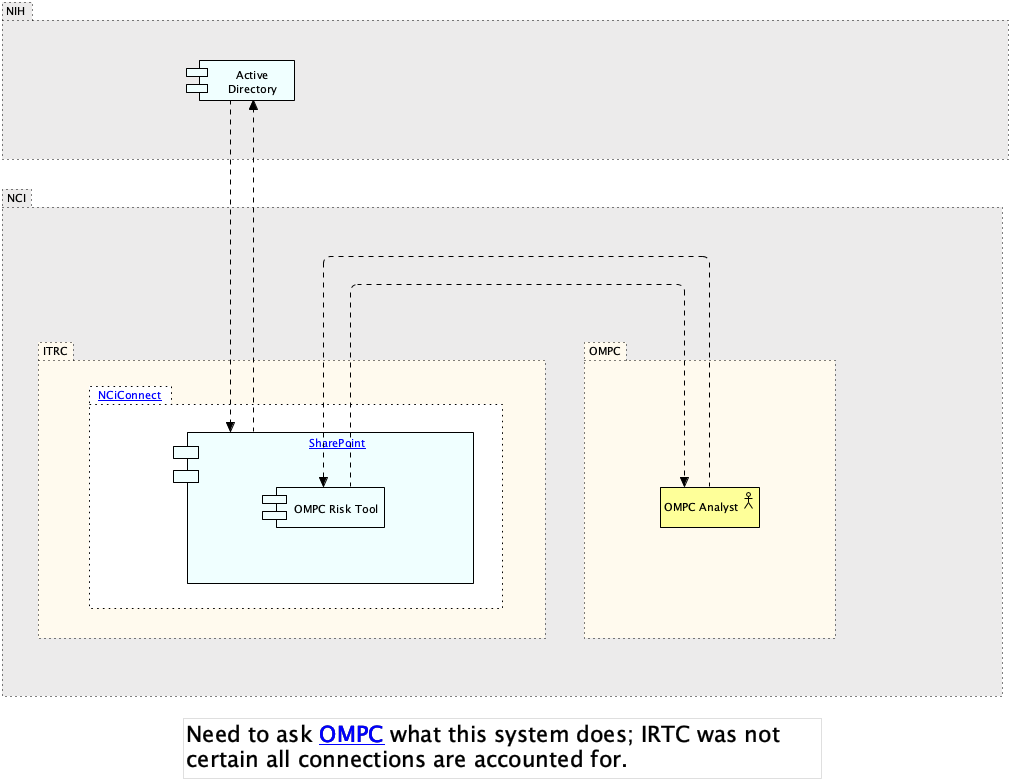 NIH
Active
Directory
NCI
ITRC
OMPC
NCiConnect
SharePoint
OMPC Risk Tool
OMPC Analyst
Need to ask OMPC what this system does; IRTC was not
certain all connections are accounted for.